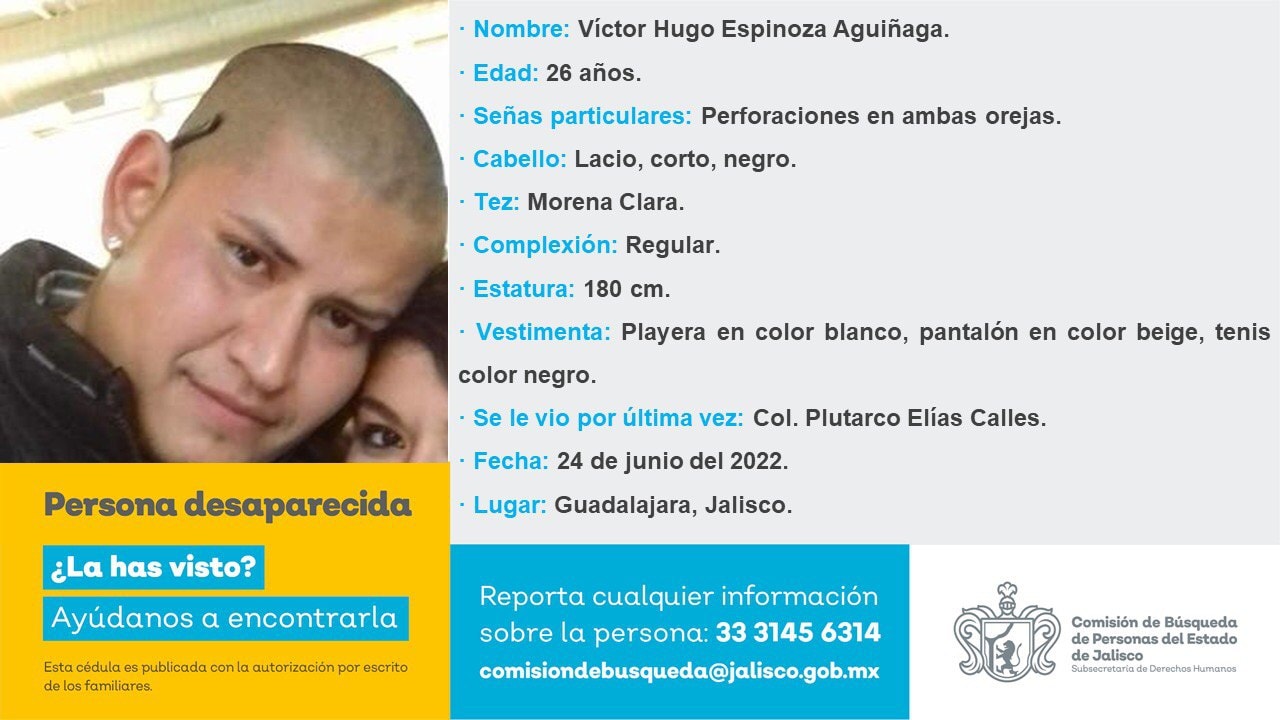 · Nombre: Víctor Hugo Espinoza Aguiñaga.
· Edad: 26 años.
· Señas particulares: Perforaciones en ambas orejas.
· Cabello: Lacio, corto, negro.
· Tez: Morena Clara.
· Complexión: Regular.
· Estatura: 180 cm.
· Vestimenta: Playera en color blanco, pantalón en color beige, tenis
color negro.
· Se le vio por última vez: Col. Plutarco Elías Calles.
· Fecha: 24 de junio del 2022.
· Lugar: Guadalajara, Jalisco.
Persona desaparecida
¿La has visto?
Ayúdanos a encontrarla
Esta cédula es publicada con la autorización por escrito
de los familiares.
Reporta cualquier información
sobre la persona: 33 3145 6314
comisiondebusqueda@jalisco.gob.mx
Comisión de Búsqueda
de Personas del Estado
de Jalisco
Subsecretaría de Derechos Humanos